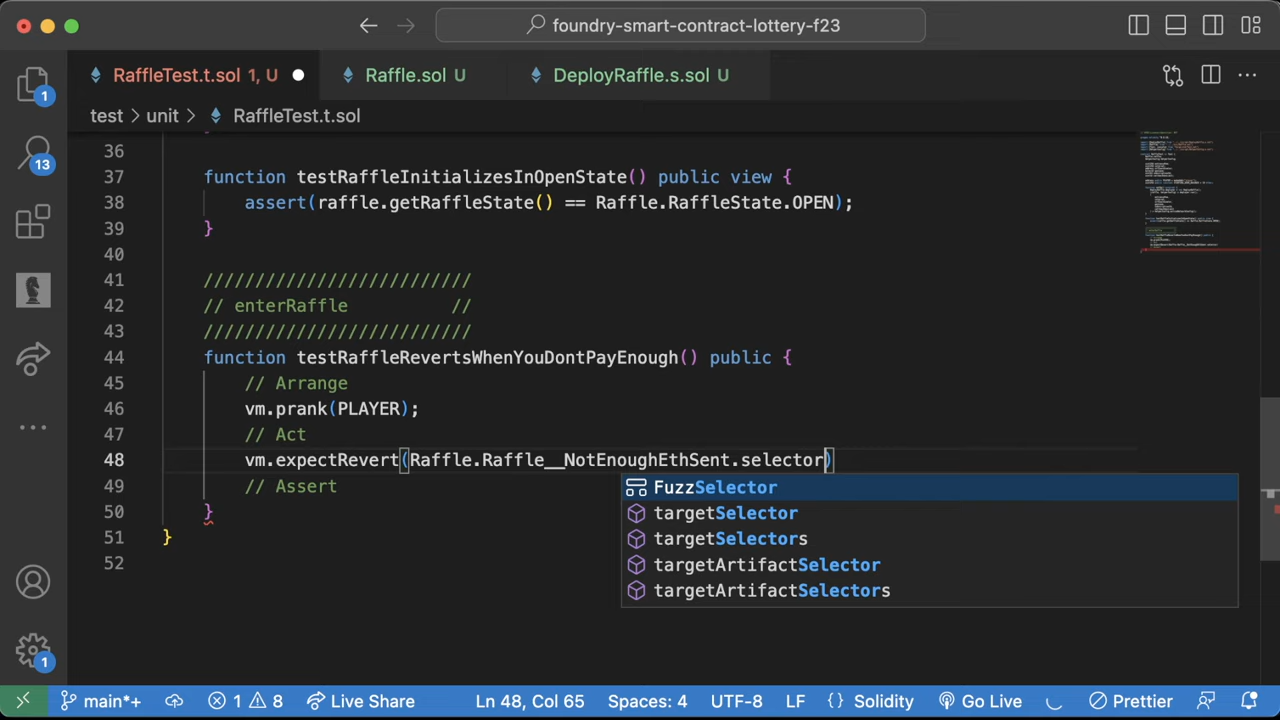 foundry-smart-contract-lottery-f23
RaffleTest.t.sol 1, U
Raffle.sol U
DeployRaffle.s.sol U
test > unit > RaffleTest.t.sol
1
13
36
37 function testRaffleInitializesInOpenState() public view {
38 assert(raffle.getRaffleState() == Raffle.RaffleState.OPEN);
39 }
40
41 //////////////////////////
42 // enterRaffle //
43 //////////////////////////
44 function testRaffleRevertsWhenYouDontPayEnough() public {
45 // Arrange
46 vm.prank(PLAYER);
47 // Act
48 vm.expectRevert(Raffle.Raffle__NotEnoughEthSent.selector)
49 // Assert
50 }
51 }
52
FuzzSelector
targetSelector
targetSelectors
targetArtifactSelector
targetArtifactSelectors
1
main*+ 1 8 Live Share Ln 48, Col 65 Spaces: 4 UTF-8 LF {} Solidity Go Live Prettier